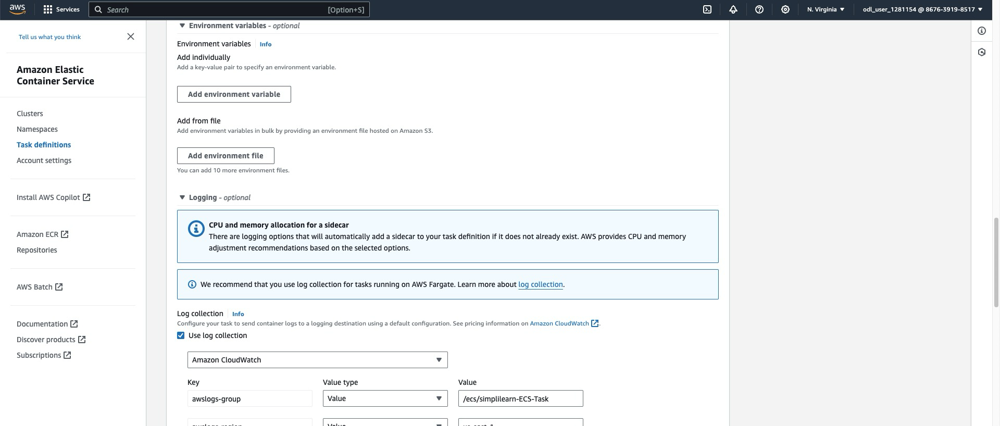 aws
Services
Search
[Option+S]
N. Virginia
odl_user_1281154 @ 8676-3919-8517
Tell us what you think
Amazon Elastic
Container Service
Clusters
Namespaces
Task definitions
Account settings
Install AWS Copilot
Amazon ECR
Repositories
AWS Batch
Documentation
Discover products
Subscriptions
Environment variables - optional
Environment variables Info
Add individually
Add a key-value pair to specify an environment variable.
Add environment variable
Add from file
Add environment variables in bulk by providing an environment file hosted on Amazon S3.
Add environment file
You can add 10 more environment files.
Logging - optional
CPU and memory allocation for a sidecar
There are logging options that will automatically add a sidecar to your task definition if it does not already exist. AWS provides CPU and memory
adjustment recommendations based on the selected options.
We recommend that you use log collection for tasks running on AWS Fargate. Learn more about log collection.
Log collection Info
Configure your task to send container logs to a logging destination using a default configuration. See pricing information on Amazon CloudWatch.
Use log collection
Amazon CloudWatch
Key Value type Value
awslogs-group Value /ecs/simplilearn-ECS-Task
awslogs-region Value us-east-1